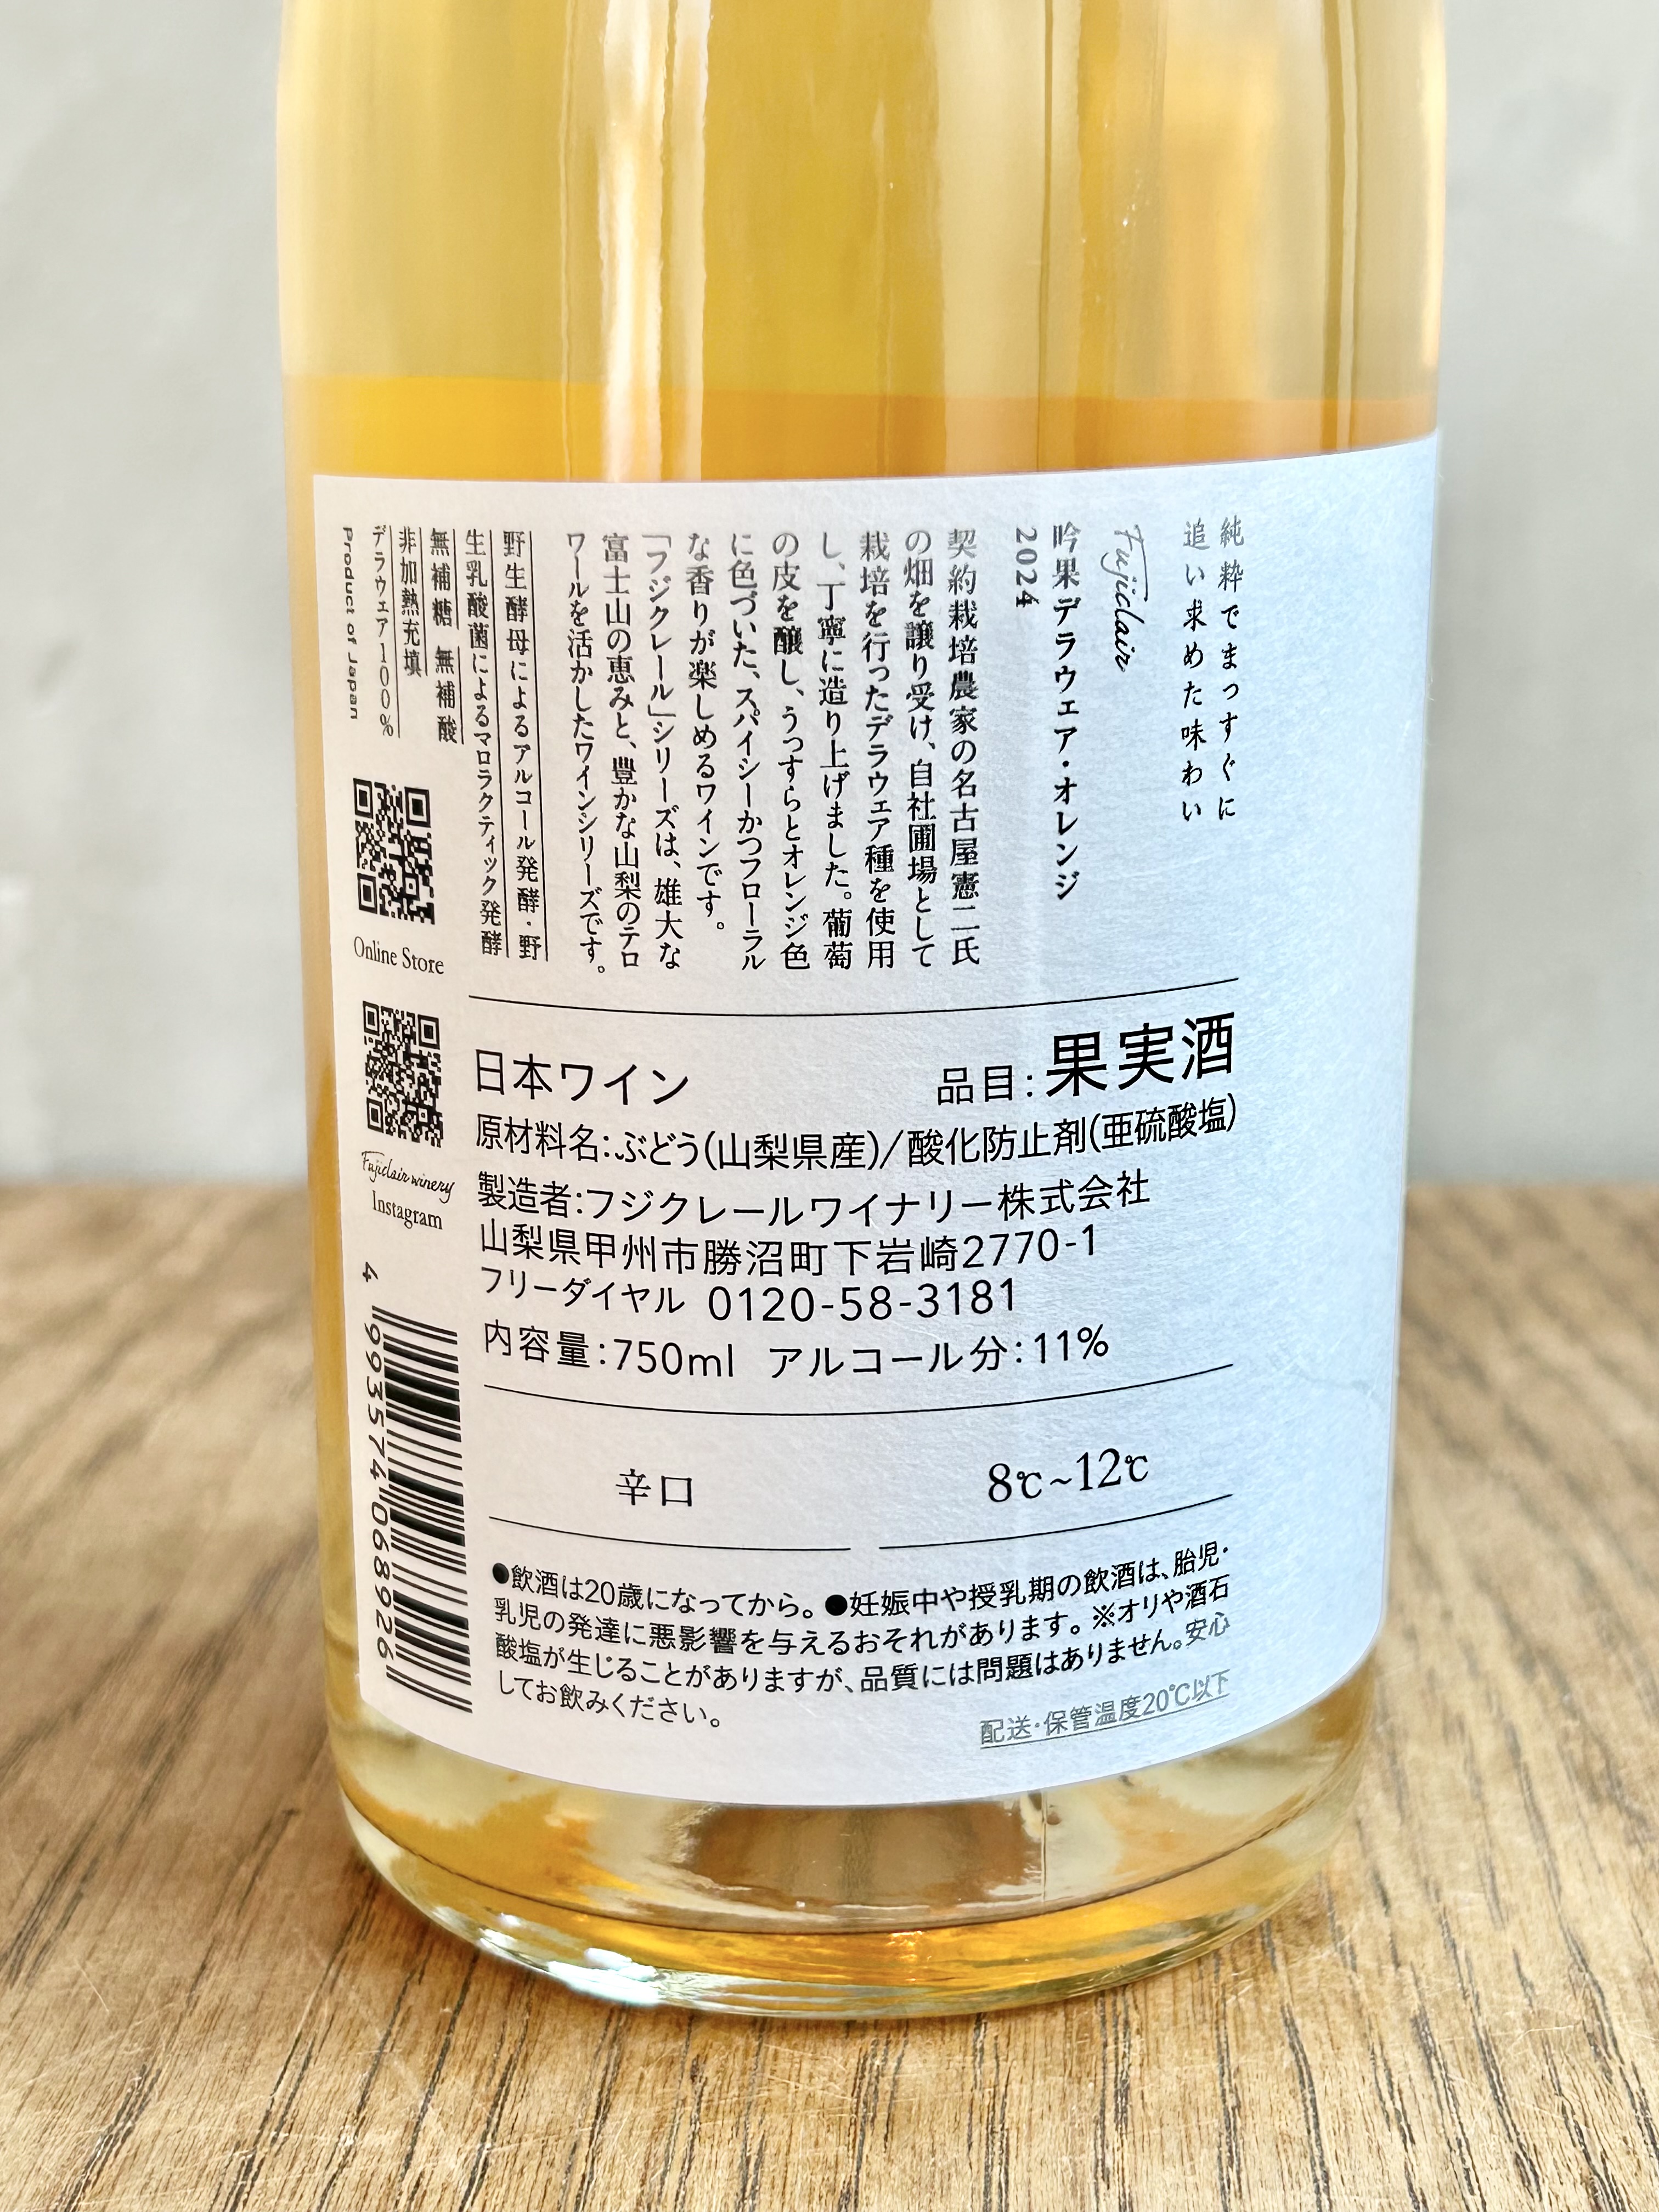 純粋でまっすぐに
追い求めた味わい
Fujiclair
吟果デラウェア・オレンジ
2024
契約栽培農家の名古屋憲二氏
の畑を譲り受け、自社圃場として
栽培を行ったデラウェア種を使用
し、丁寧に造り上げました。葡萄
の皮を醸し、うっすらとオレンジ色
に色づいた、スパイシーかつフローラル
な香りが楽しめるワインです。
「フジクレール」シリーズは、雄大な
富士山の恵みと、豊かな山梨のテロ
ワールを活かしたワインシリーズです。
野生酵母によるアルコール発酵・野
生乳酸菌によるマロラクティック発酵
無補糖 無補酸
非加熱充填
デラウェア100%
Product of Japan
Online Store
Fujiclair winery
Instagram
4 993574 068926
日本ワイン 品目:果実酒
原材料名:ぶどう(山梨県産)/酸化防止剤(亜硫酸塩)
製造者:フジクレールワイナリー株式会社
山梨県甲州市勝沼町下岩崎2770-1
フリーダイヤル 0120-58-3181
内容量:750ml アルコール分:11%
辛口 8℃~12℃
●飲酒は20歳になってから。●妊娠中や授乳期の飲酒は、胎児・
乳児の発達に悪影響を与えるおそれがあります。※オリや酒石
酸塩が生じることがありますが、品質には問題はありません。安心
してお飲みください。
配送・保管温度20℃以下